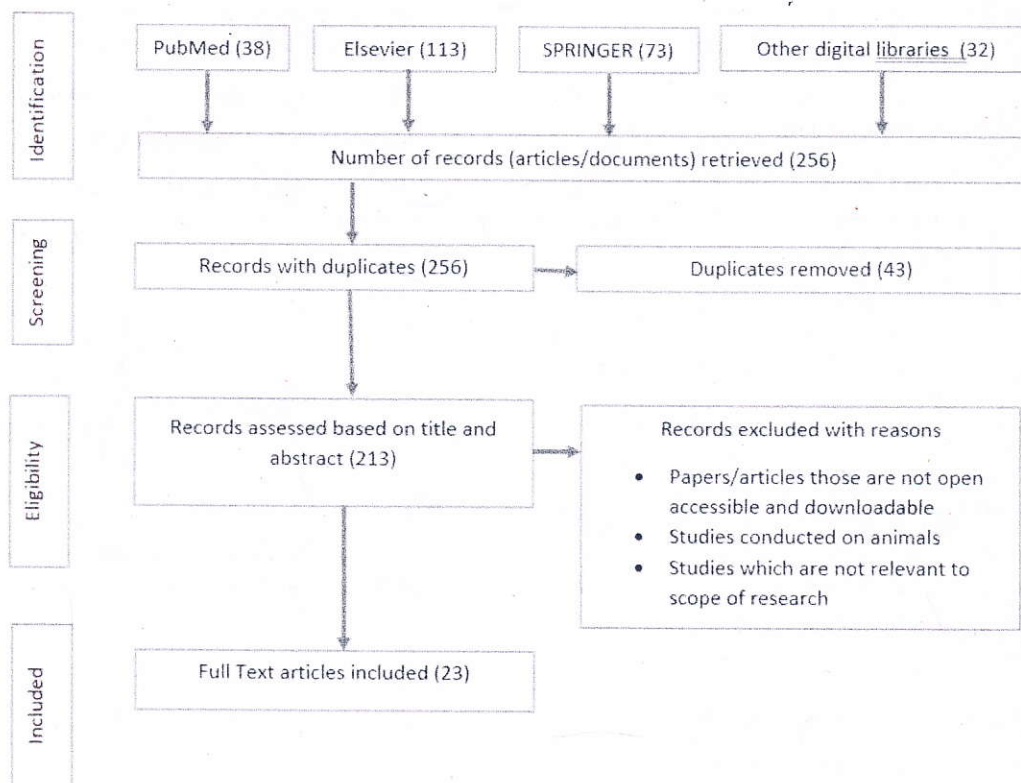 Identification
PubMed (38)
Elsevier (113)
SPRINGER (73)
Other digital libraries (32)
Number of records (articles/documents) retrieved (256)
Screening
Records with duplicates (256)
Duplicates removed (43)
Eligibility
Records assessed based on title and
abstract (213)
Records excluded with reasons
• Papers/articles those are not open
accessible and downloadable
• Studies conducted on animals
• Studies which are not relevant to
scope of research
Included
Full Text articles included (23)